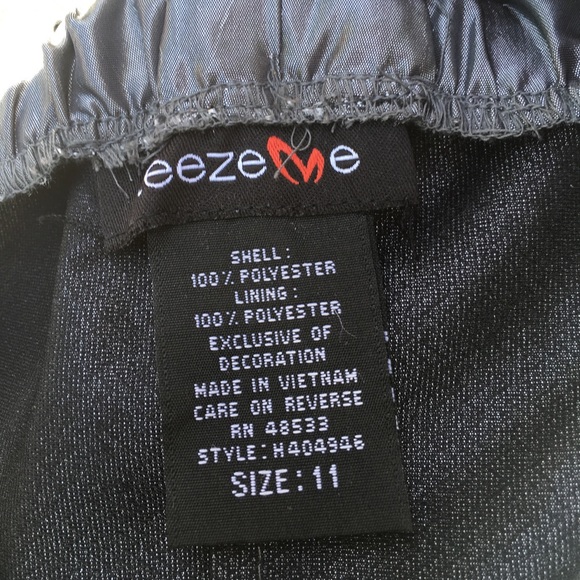 eezeMe
SHELL:
100% POLYESTER
LINING:
100% POLYESTER
EXCLUSIVE OF
DECORATION
MADE IN VIETNAM
CARE ON REVERSE
RN 48533
STYLE: H404946
SIZE: 11